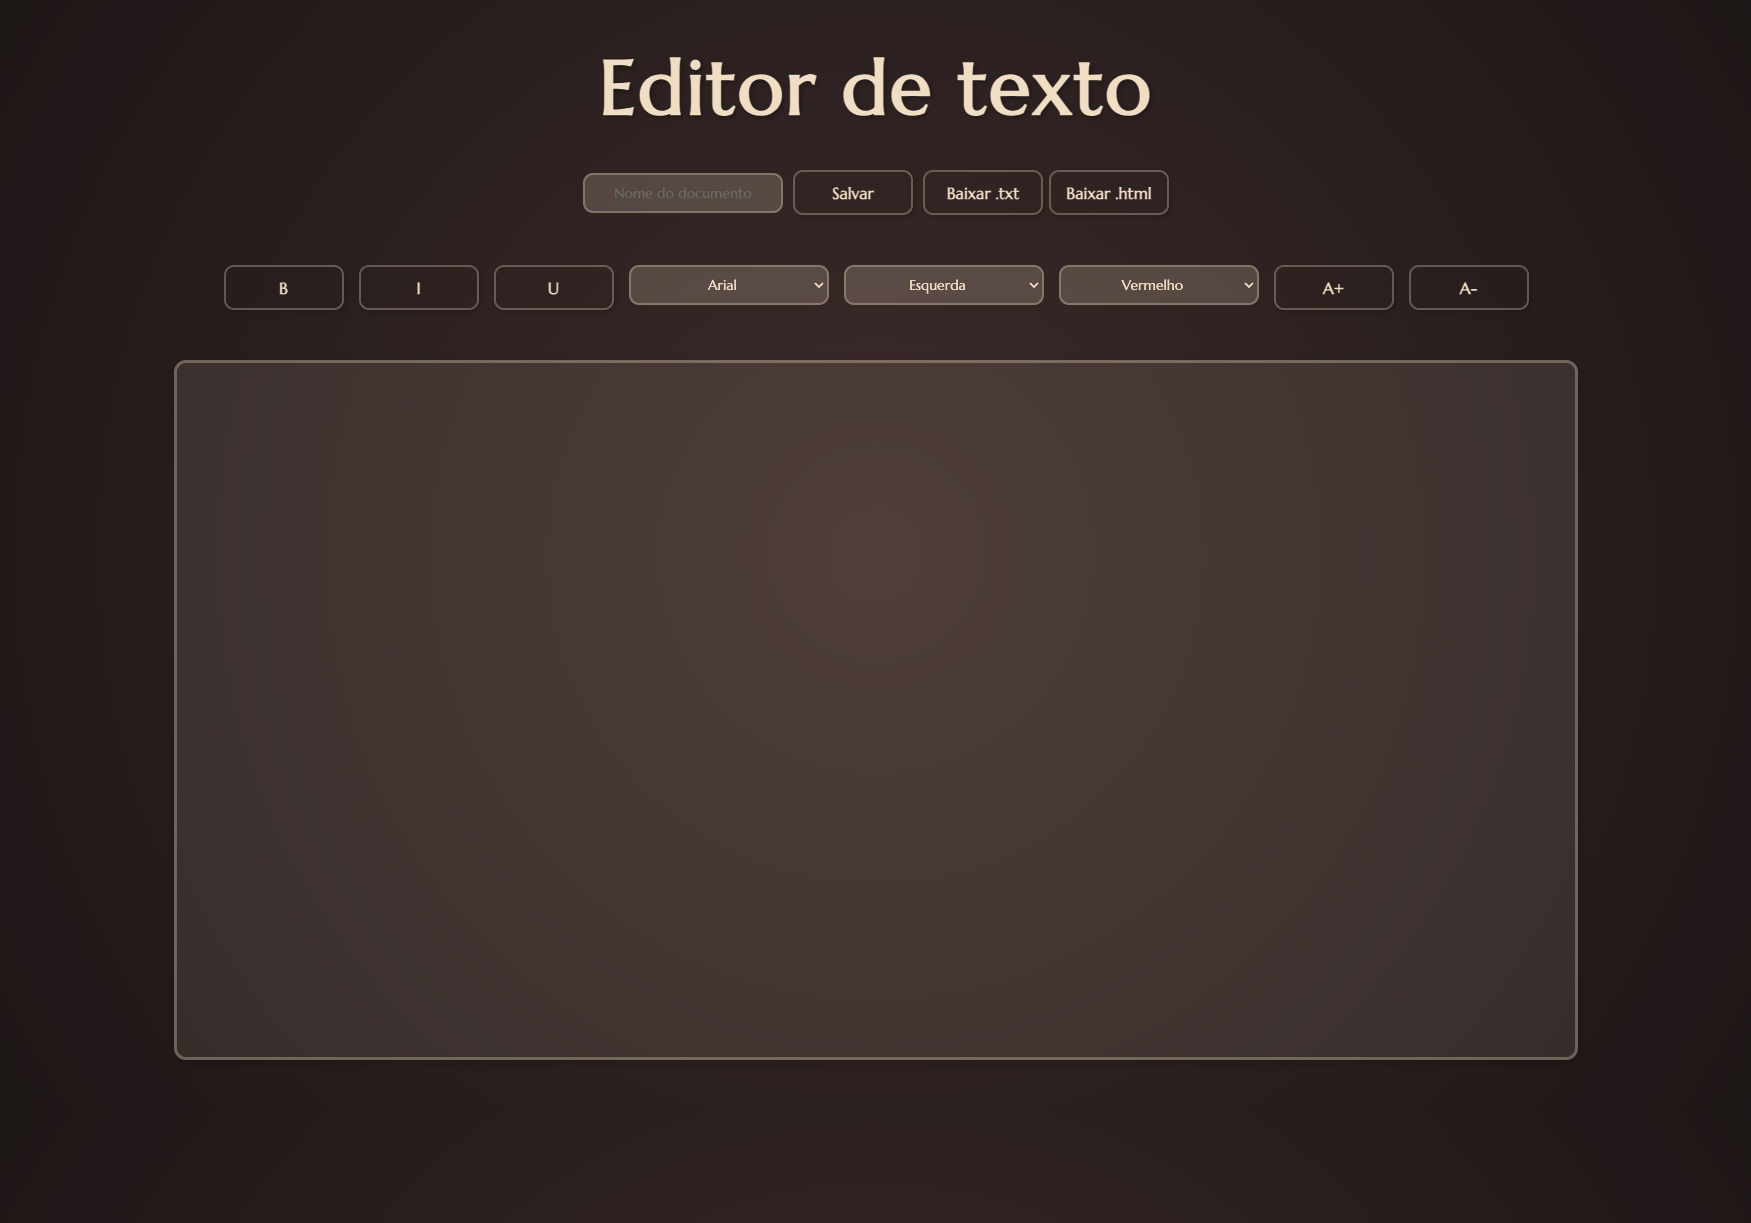 Editor de texto
Nome do documento Salvar Baixar .txt Baixar .html
B I U Arial Esquerda Vermelho A+ A-